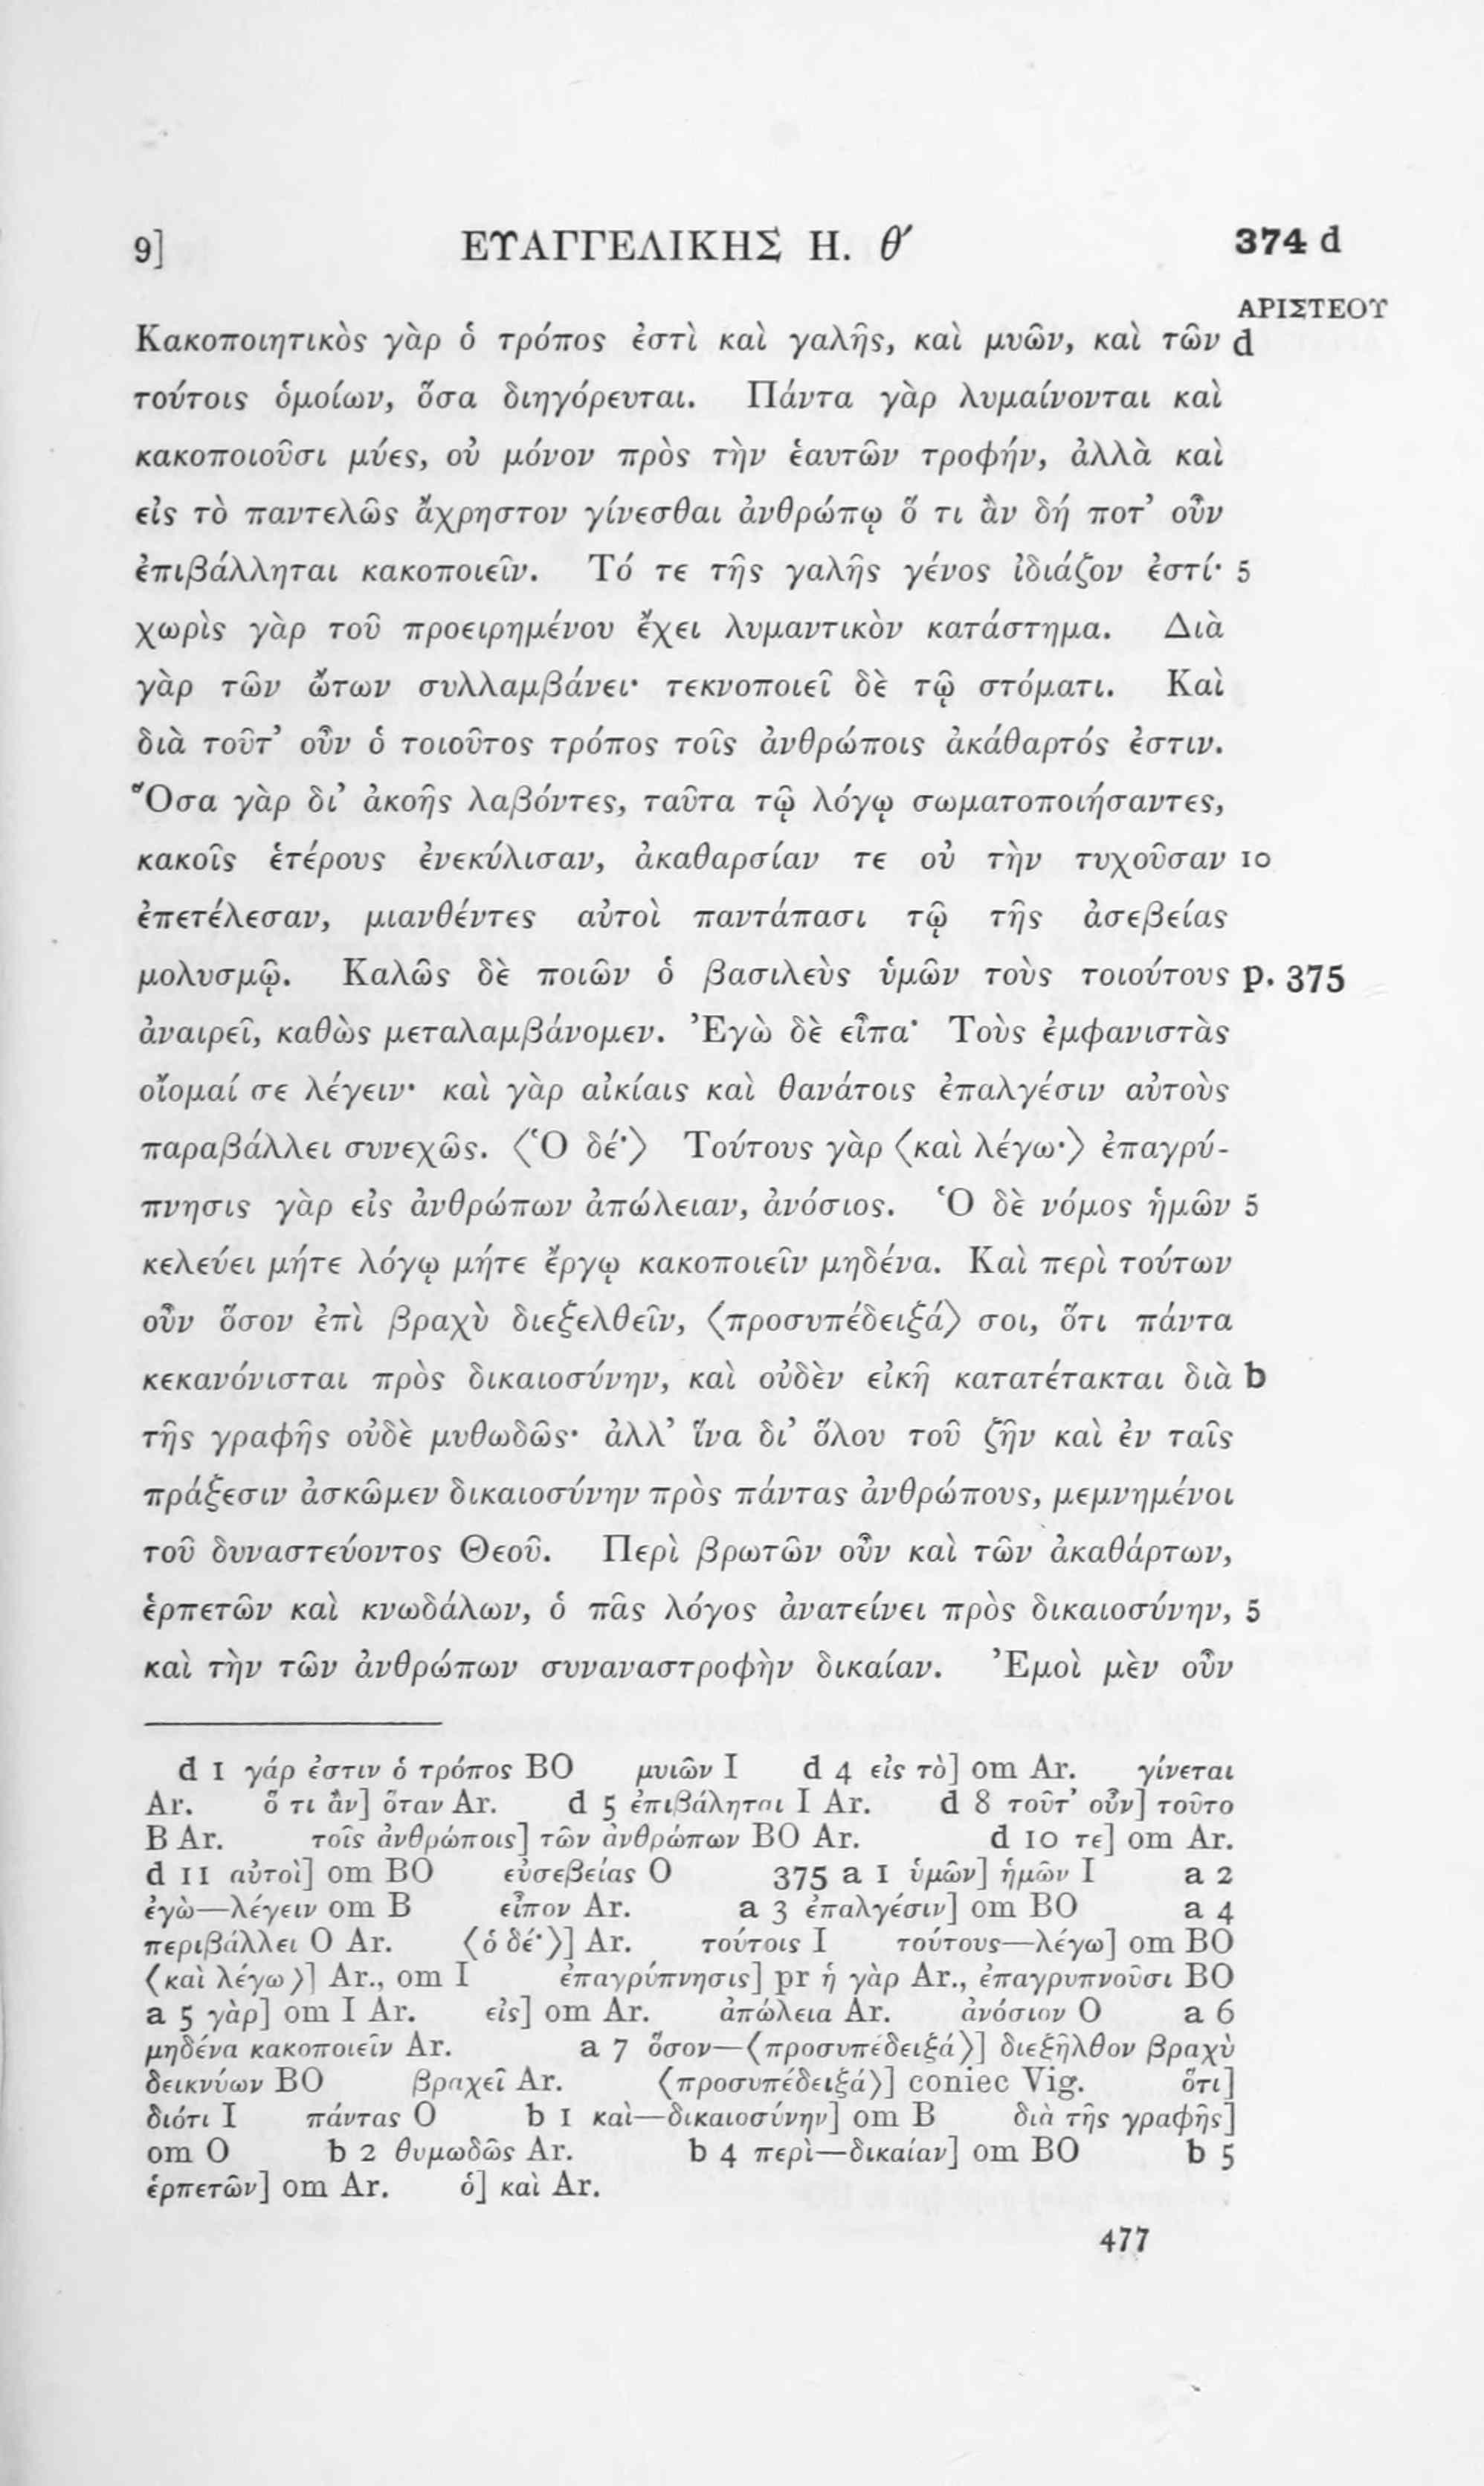 9] ΕΥΑΓΓΕΛΙΚΗΣ Η. θ΄ 374 d
ΑΡΙΣΤΕΟΥ
Κακοποιητικὸς γὰρ ὁ τρόπος ἐστὶ καὶ γαλῆς, καὶ μυῶν, καὶ τῶν d
τούτοις ὁμοίων, ὅσα διηγόρευται. Πάντα γὰρ λυμαίνονται καὶ
κακοποιοῦσι μύες, οὐ μόνον πρὸς τὴν ἑαυτῶν τροφήν, ἀλλὰ καὶ
εἰς τὸ παντελῶς ἄχρηστον γίνεσθαι ἀνθρώπῳ ὅ τι ἂν δή ποτ’ οὖν
ἐπιβάλληται κακοποιεῖν. Τό τε τῆς γαλῆς γένος ἰδιάζον ἐστί· 5
χωρὶς γὰρ τοῦ προειρημένου ἔχει λυμαντικὸν κατάστημα. Διὰ
γὰρ τῶν ὤτων συλλαμβάνει· τεκνοποιεῖ δὲ τῷ στόματι. Καὶ
διὰ τοῦτ’ οὖν ὁ τοιοῦτος τρόπος τοῖς ἀνθρώποις ἀκάθαρτός ἐστιν.
Ὅσα γὰρ δι’ ἀκοῆς λαβόντες, ταῦτα τῷ λόγῳ σωματοποιήσαντες,
κακοῖς ἑτέρους ἐνεκύλισαν, ἀκαθαρσίαν τε οὐ τὴν τυχοῦσαν 10
ἐπετέλεσαν, μιανθέντες αὐτοὶ παντάπασι τῷ τῆς ἀσεβείας
μολυσμῷ. Καλῶς δὲ ποιῶν ὁ βασιλεὺς ὑμῶν τοὺς τοιούτους p. 375
ἀναιρεῖ, καθὼς μεταλαμβάνομεν. Ἐγὼ δὲ εἶπα· Τοὺς ἐμφανιστὰς
οἴομαί σε λέγειν· καὶ γὰρ αἰκίαις καὶ θανάτοις ἐπαλγέσιν αὐτοὺς
παραβάλλει συνεχῶς. ⟨Ὁ δέ·⟩ Τούτους γὰρ ⟨καὶ λέγω·⟩ ἐπαγρύ-
πνησις γὰρ εἰς ἀνθρώπων ἀπώλειαν, ἀνόσιος. Ὁ δὲ νόμος ἡμῶν 5
κελεύει μήτε λόγῳ μήτε ἔργῳ κακοποιεῖν μηδένα. Καὶ περὶ τούτων
οὖν ὅσον ἐπὶ βραχὺ διεξελθεῖν, ⟨προσυπέδειξά⟩ σοι, ὅτι πάντα
κεκανόνισται πρὸς δικαιοσύνην, καὶ οὐδὲν εἰκῆ κατατέτακται διὰ b
τῆς γραφῆς οὐδὲ μυθωδῶς· ἀλλ’ ἵνα δι’ ὅλου τοῦ ζῆν καὶ ἐν ταῖς
πράξεσιν ἀσκῶμεν δικαιοσύνην πρὸς πάντας ἀνθρώπους, μεμνημένοι
τοῦ δυναστεύοντος Θεοῦ. Περὶ βρωτῶν οὖν καὶ τῶν ἀκαθάρτων,
ἑρπετῶν καὶ κνωδάλων, ὁ πᾶς λόγος ἀνατείνει πρὸς δικαιοσύνην, 5
καὶ τὴν τῶν ἀνθρώπων συναναστροφὴν δικαίαν. Ἐμοὶ μὲν οὖν
d 1 γάρ ἐστιν ὁ τρόπος BO μυιῶν I d 4 εἰς τὸ] om Ar. γίνεται
Ar. ὅ τι ἂν] ὅταν Ar. d 5 ἐπιβάληται I Ar. d 8 τοῦτ’ οὖν] τοῦτο
B Ar. τοῖς ἀνθρώποις] τῶν ἀνθρώπων BO Ar. d 10 τε] om Ar.
d 11 αὐτοὶ] om BO εὐσεβείας O 375 a 1 ὑμῶν] ἡμῶν I a 2
ἐγὼ—λέγειν om B εἶπον Ar. a 3 ἐπαλγέσιν] om BO a 4
περιβάλλει O Ar. ⟨ὁ δέ·⟩] Ar. τούτοις I τούτους—λέγω] om BO
⟨καὶ λέγω⟩] Ar., om I ἐπαγρύπνησις] pr ἡ γὰρ Ar., ἐπαγρυπνοῦσι BO
a 5 γὰρ] om I Ar. εἰς] om Ar. ἀπώλεια Ar. ἀνόσιον O a 6
μηδένα κακοποιεῖν Ar. a 7 ὅσον—⟨προσυπέδειξά⟩] διεξῆλθον βραχὺ
δεικνύων BO βραχεῖ Ar. ⟨προσυπέδειξά⟩] coniec Vig. ὅτι]
διότι I πάντας O b 1 καὶ—δικαιοσύνην] om B διὰ τῆς γραφῆς]
om O b 2 θυμωδῶς Ar. b 4 περὶ—δικαίαν] om BO b 5
ἑρπετῶν] om Ar. ὁ] καὶ Ar.
477